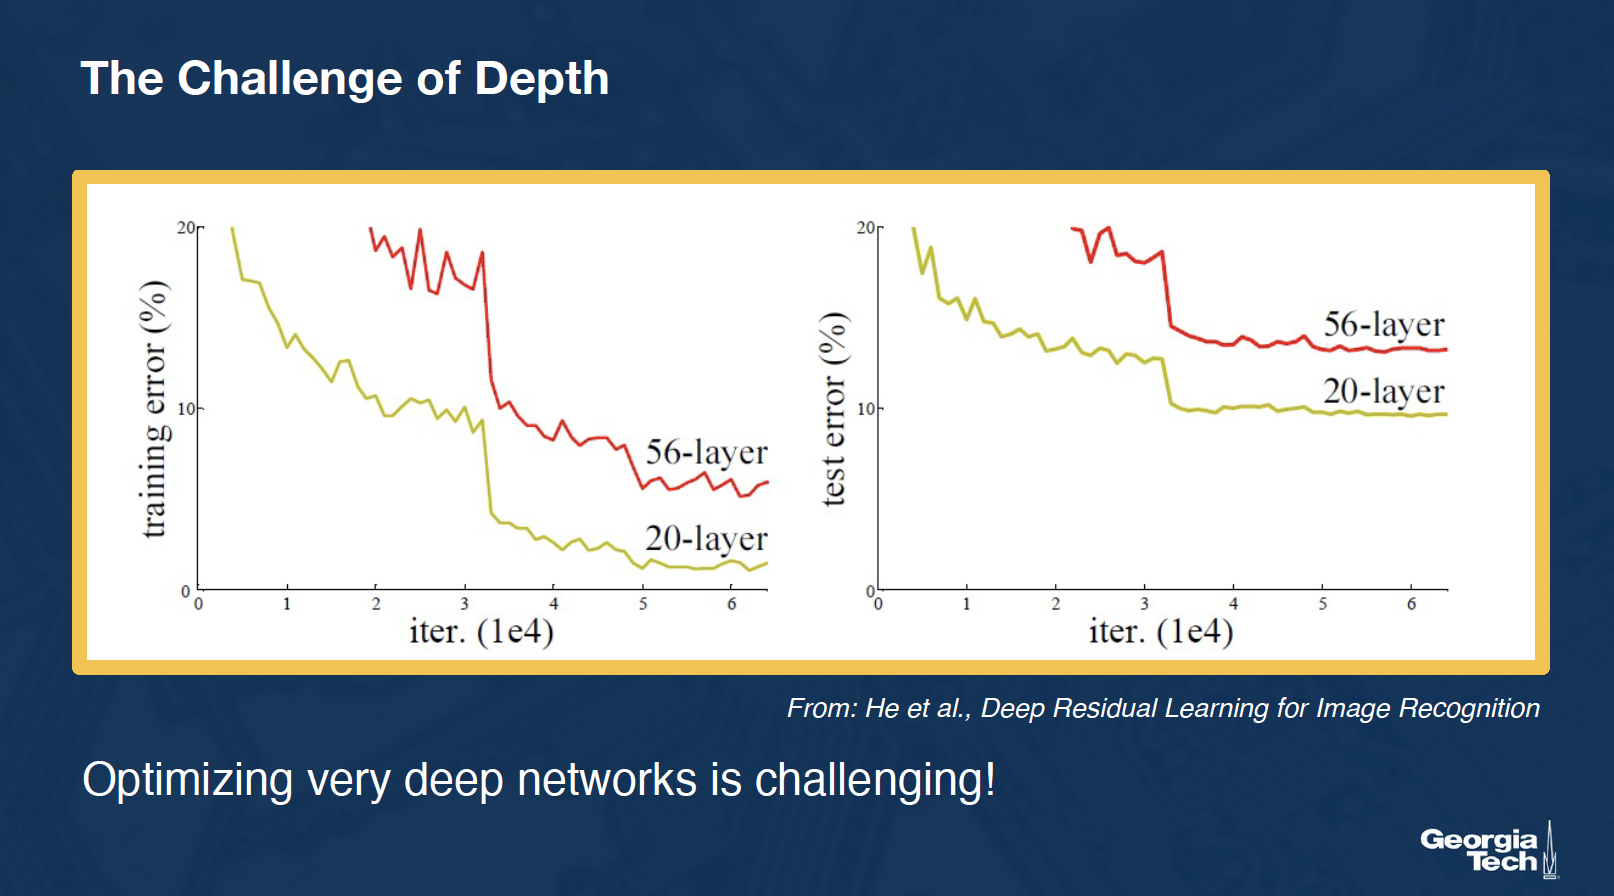 The Challenge of Depth
20
10
0
training error (%)
56-layer
20-layer
0 1 2 3 4 5 6
iter. (1e4)
20
10
0
test error (%)
56-layer
20-layer
0 1 2 3 4 5 6
iter. (1e4)
From: He et al., Deep Residual Learning for Image Recognition
Optimizing very deep networks is challenging!
Georgia
Tech